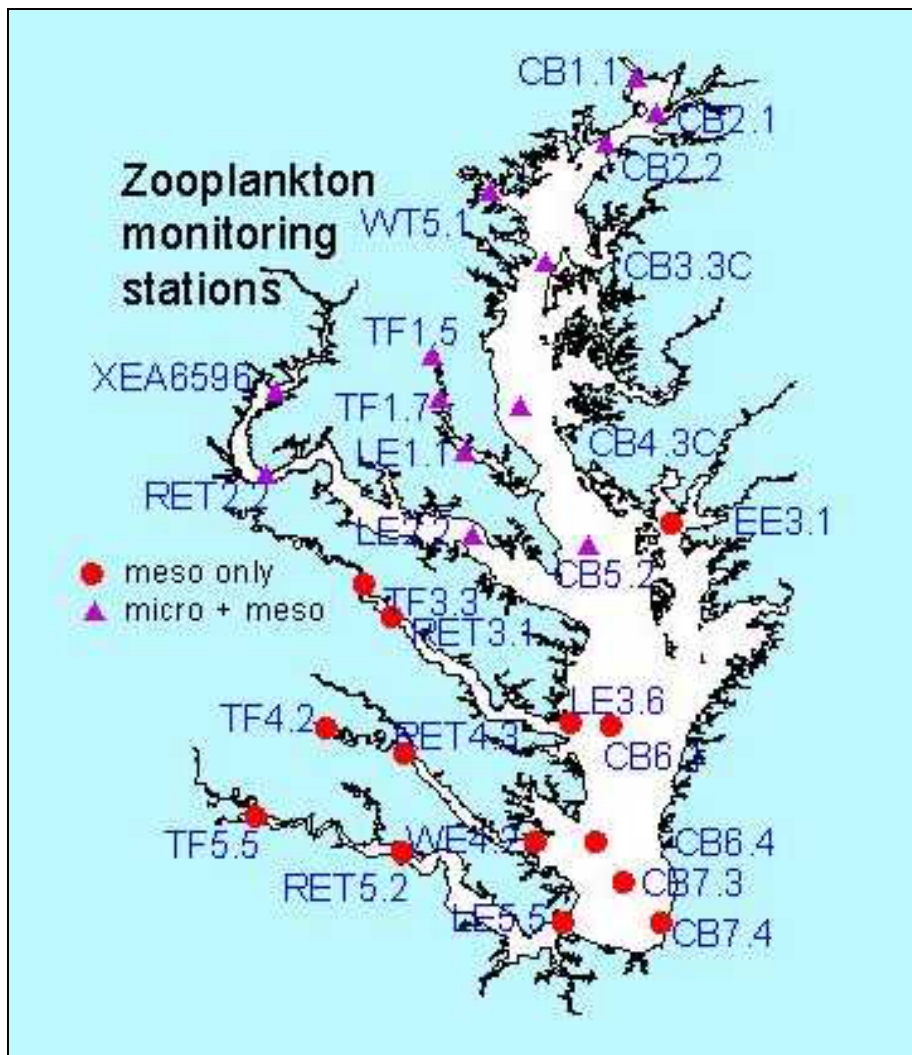 CB1.1
CB2.1
CB2.2
Zooplankton
monitoring
stations
WT5.1
CB3.3C
TF1.5
XEA6596
TF1.7
CB4.3C
LE1.1
RET2.2
EE3.1
LE2.2
CB5.2
meso only
micro + meso
TF3.3
RET3.1
LE3.6
TF4.2
RET4.3
TF5.5
WE4.2
CB6.4
RET5.2
CB7.3
LE5.5
CB7.4